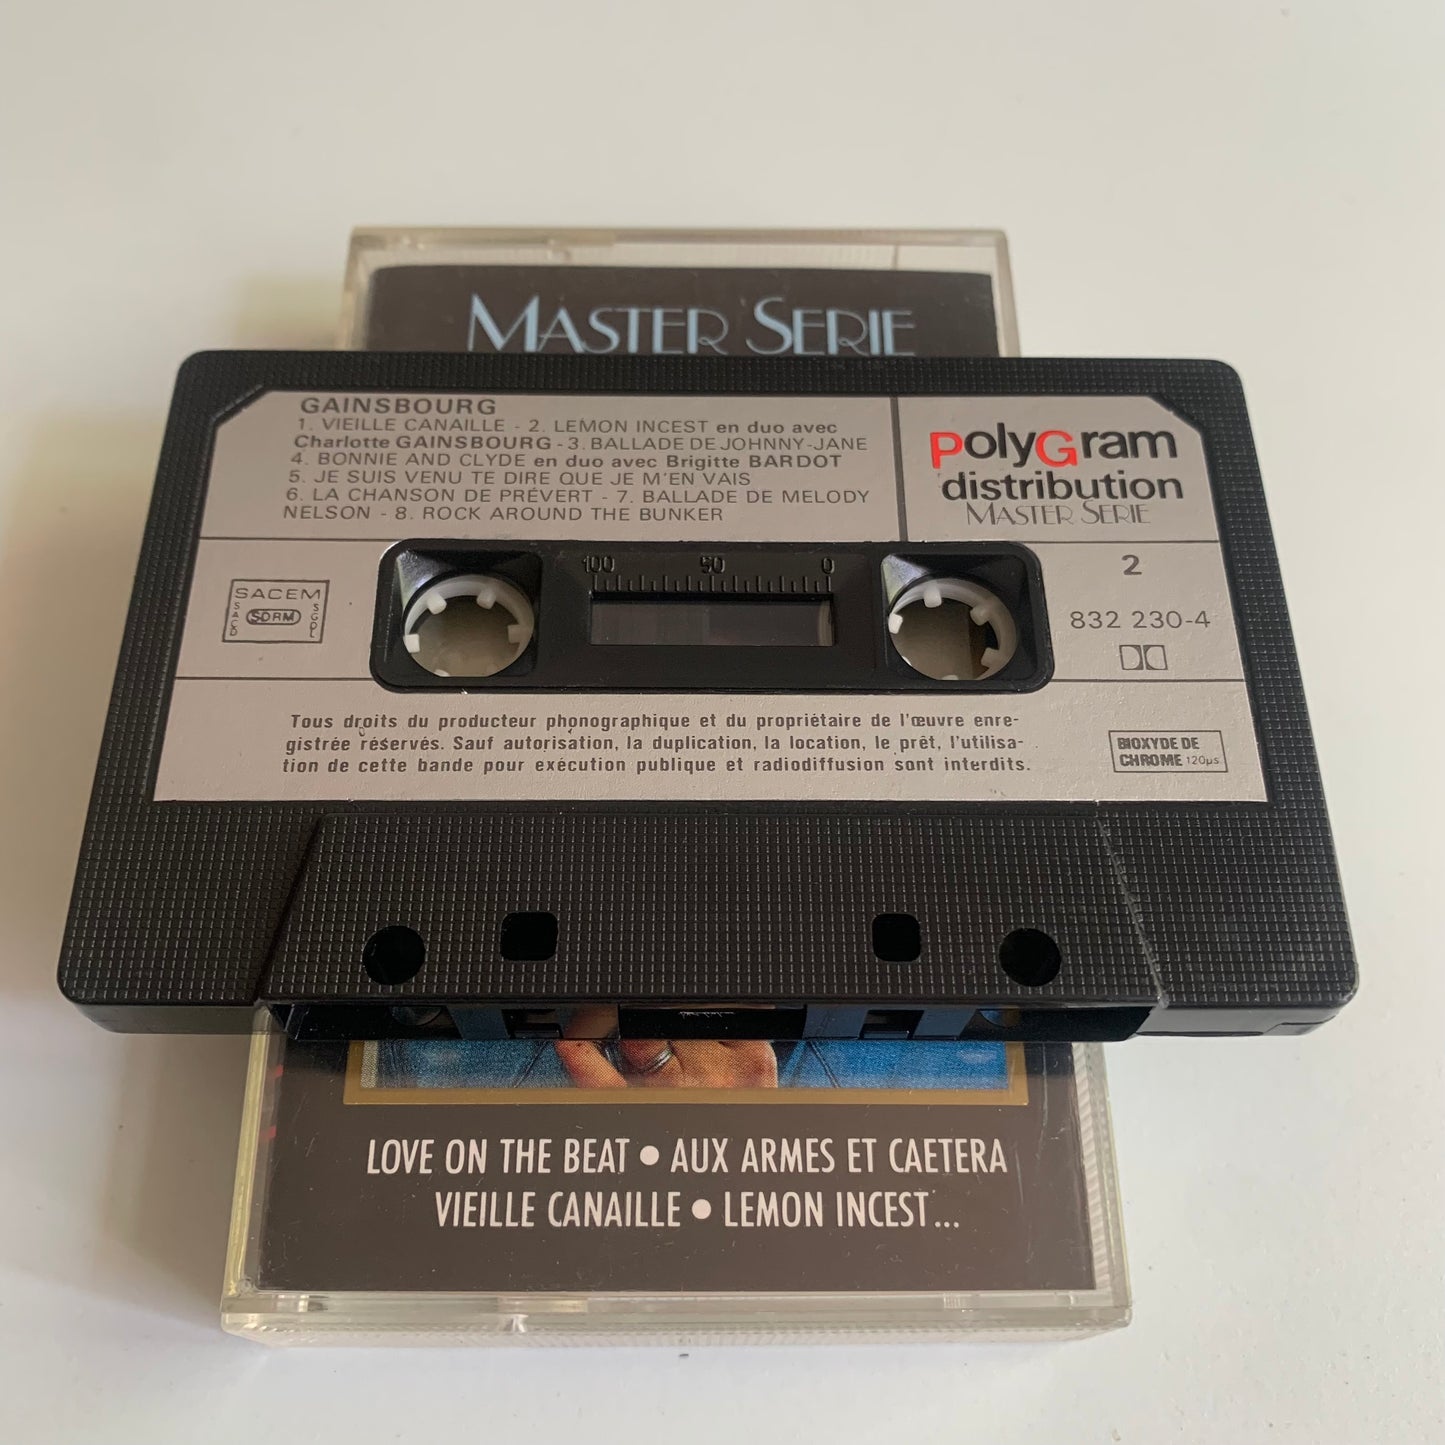 MASTER SERIE
GAINSBOURG
1. VIEILLE CANAILLE - 2. LEMON INCEST en duo avec
Charlotte GAINSBOURG - 3. BALLADE DE JOHNNY-JANE
4. BONNIE AND CLYDE en duo avec Brigitte BARDOT
5. JE SUIS VENU TE DIRE QUE JE M'EN VAIS
6. LA CHANSON DE PRÉVERT - 7. BALLADE DE MELODY
NELSON - 8. ROCK AROUND THE BUNKER
PolyGram
distribution
MASTER SERIE
100 50 0
2
832 230-4
SACEM
SACD
SDRM
SGDL
Tous droits du producteur phonographique et du propriétaire de l'œuvre enre-
gistrée réservés. Sauf autorisation, la duplication, la location, le prêt, l'utilisa-
tion de cette bande pour exécution publique et radiodiffusion sont interdits.
BIOXYDE DE
CHROME 120µs
LOVE ON THE BEAT • AUX ARMES ET CAETERA
VIEILLE CANAILLE • LEMON INCEST...